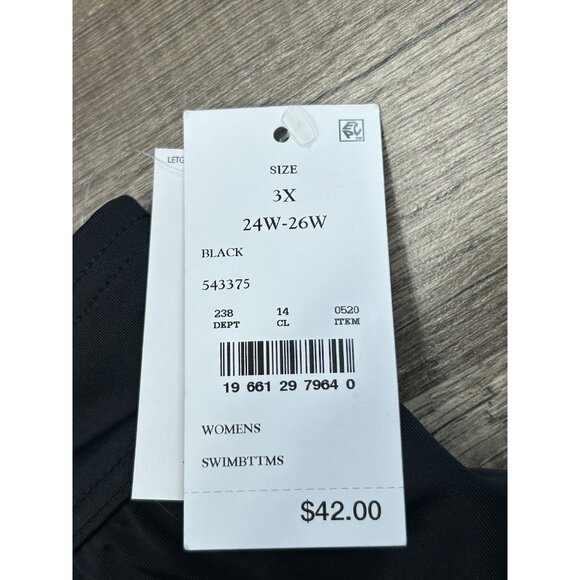 LETG
SIZE
3X
24W-26W
BLACK
543375
238 14 0520
DEPT CL ITEM
19 661 29 7964 0
WOMENS
SWIMBTTMS
$42.00